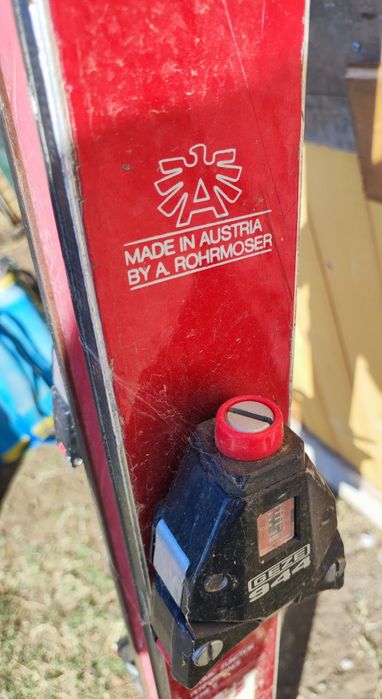 A
MADE IN AUSTRIA
BY A. ROHRMOSER
GEZE
944